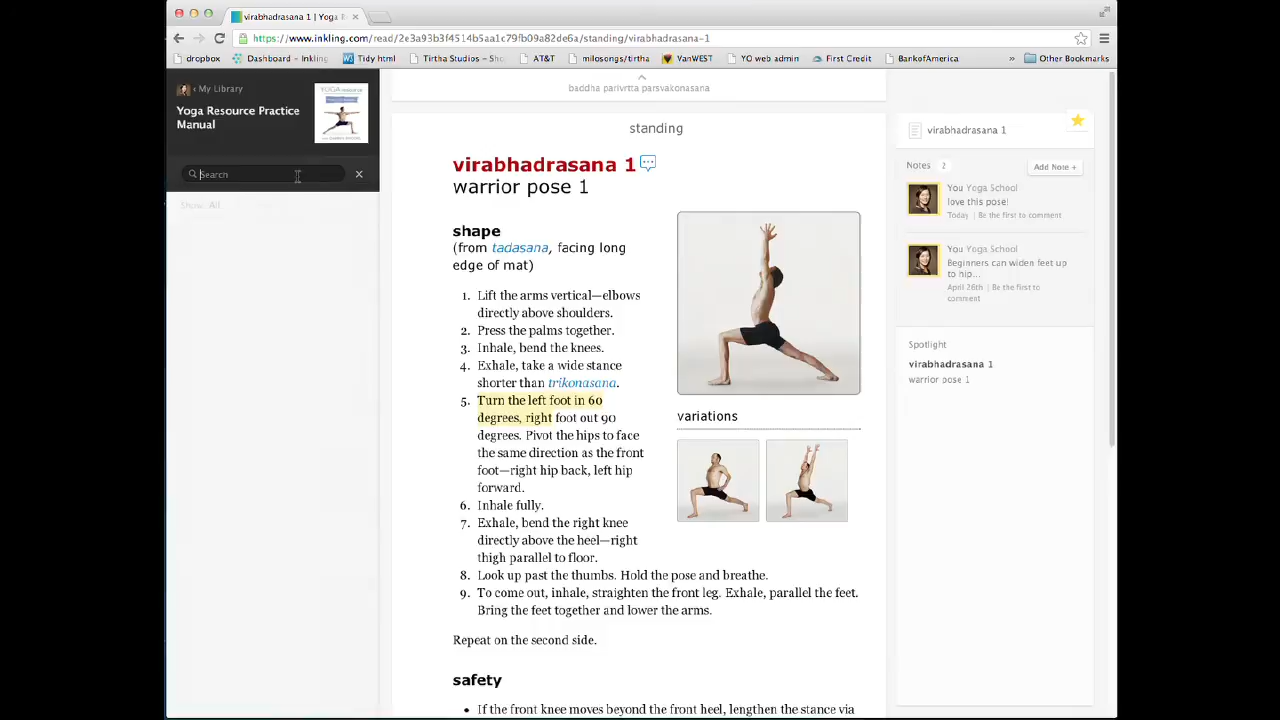 virabhadrasana 1 | Yoga R
https://www.inkling.com/read/2e3a93b3f4514b5aa1c79fb09a82de6a/standing/virabhadrasana-1
dropbox
Dashboard « Inkling
Tidy html
Tirtha Studios – Sho
AT&T
milosongs/tirtha
VanWEST
YO web admin
First Credit
BankofAmerica
»
Other Bookmarks
‹ My Library
Yoga Resource Practice
Manual
Search
Show: All
baddha parivrtta parsvakonasana
standing
virabhadrasana 1
warrior pose 1
shape
(from tadasana, facing long
edge of mat)
1. Lift the arms vertical—elbows
directly above shoulders.
2. Press the palms together.
3. Inhale, bend the knees.
4. Exhale, take a wide stance
shorter than trikonasana.
5. Turn the left foot in 60
degrees, right foot out 90
degrees. Pivot the hips to face
the same direction as the front
foot—right hip back, left hip
forward.
6. Inhale fully.
7. Exhale, bend the right knee
directly above the heel—right
thigh parallel to floor.
8. Look up past the thumbs. Hold the pose and breathe.
9. To come out, inhale, straighten the front leg. Exhale, parallel the feet.
Bring the feet together and lower the arms.
Repeat on the second side.
safety
• If the front knee moves beyond the front heel, lengthen the stance via
variations
virabhadrasana 1
Notes 2
Add Note +
You Yoga School
love this pose!
Today | Be the first to comment
You Yoga School
Beginners can widen feet up
to hip...
April 26th | Be the first to
comment
Spotlight
virabhadrasana 1
warrior pose 1